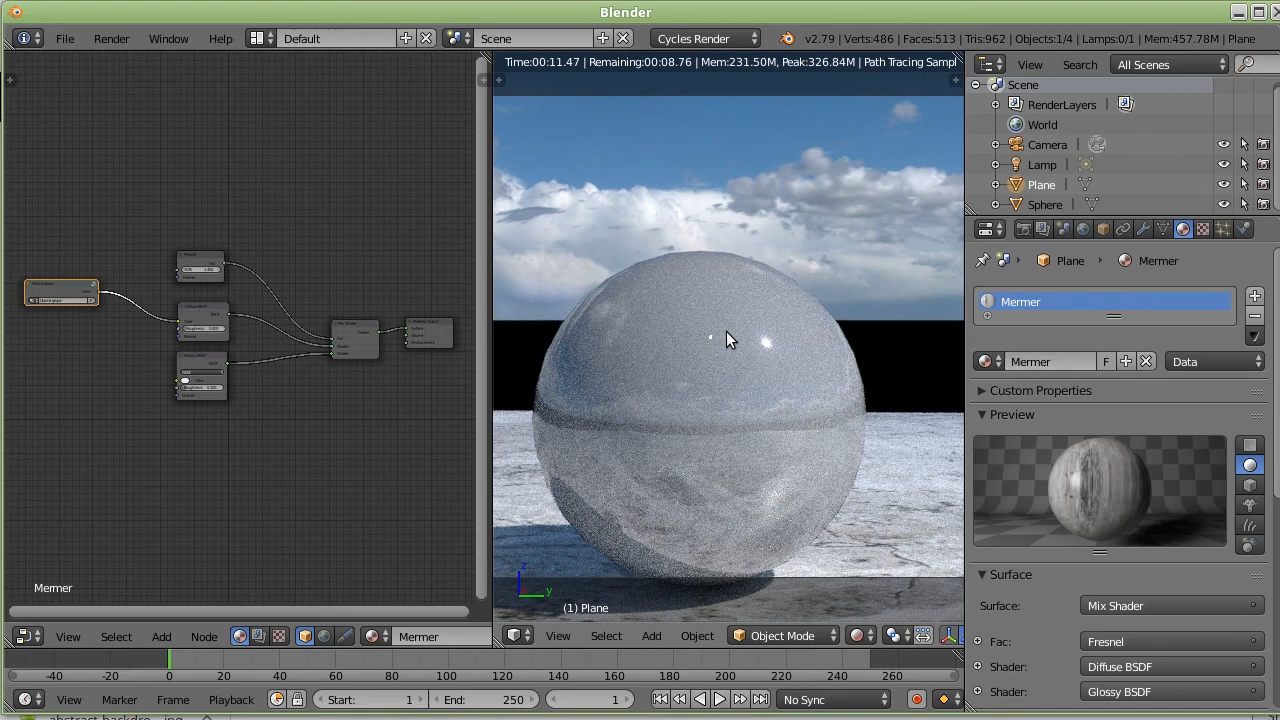 Blender
File Render Window Help Default Scene Cycles Render v2.79 | Verts:486 | Faces:513 | Tris:962 | Objects:1/4 | Lamps:0/1 | Mem:457.78M | Plane
Time:00:11.47 | Remaining:00:08.76 | Mem:231.50M, Peak:326.84M | Path Tracing Sampl
View Search All Scenes
Scene
RenderLayers
World
Camera
Lamp
Plane
Sphere
Plane Mermer
Mermer
Mermer F Data
Custom Properties
Preview
Surface
Surface: Mix Shader
Fac: Fresnel
Shader: Diffuse BSDF
Shader: Glossy BSDF
Mermer
(1) Plane
View Select Add Node Mermer
View Select Add Object Object Mode
-40 -20 0 20 40 60 80 100 120 140 160 180 200 220 240 260
View Marker Frame Playback Start: 1 End: 250 1 No Sync